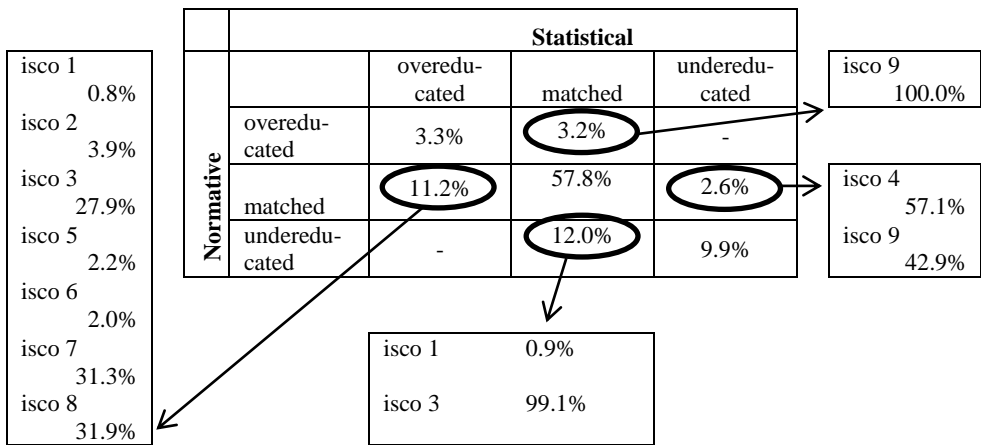 isco 1
0.8%
isco 2
3.9%
isco 3
27.9%
isco 5
2.2%
isco 6
2.0%
isco 7
31.3%
isco 8
31.9%
Statistical
Normative
overedu-
cated
matched
underedu-
cated
overedu-
cated
3.3%
3.2%
-
matched
11.2%
57.8%
2.6%
underedu-
cated
-
12.0%
9.9%
isco 9
100.0%
isco 4
57.1%
isco 9
42.9%
isco 1 0.9%
isco 3 99.1%